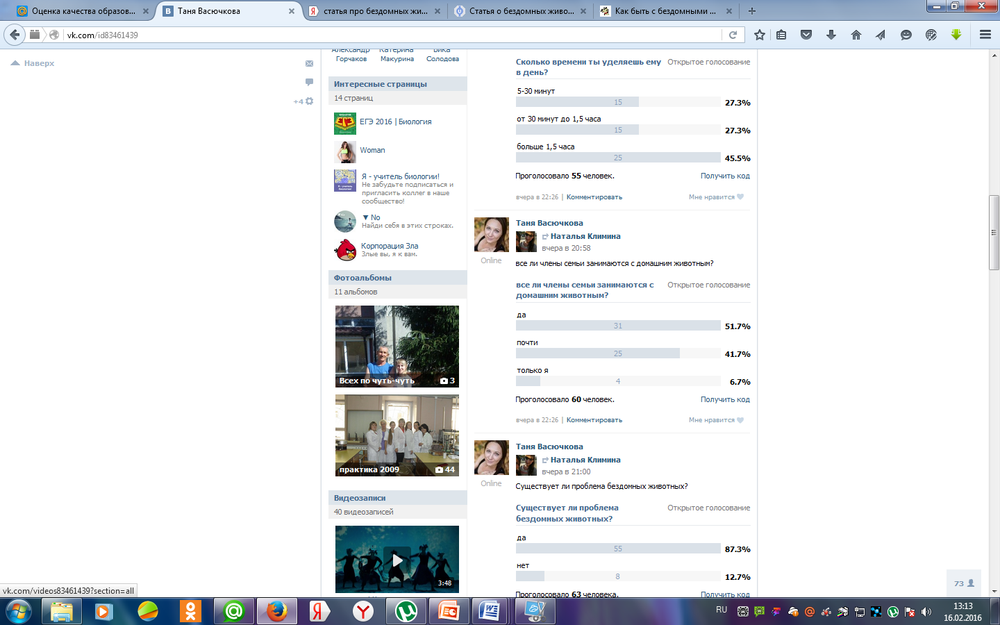 Оценка качества образов...
Таня Васючкова
статья про бездомных жи...
Статья о бездомных живо...
Как быть с бездомными ...
vk.com/id83461439
Наверх
+4
Александр
Горчаков
Катерина
Макурина
Вика
Солодова
Интересные страницы
14 страниц
ЕГЭ 2016 | Биология
Woman
Я - учитель биологии!
Не забудьте подписаться и
пригласить коллег в наше
сообщество!
▼ No
Найди себя в этих строках.
Корпорация Зла
Злые вы, я к вам.
Фотоальбомы
11 альбомов
Всех по чуть-чуть 3
практика 2009 44
Видеозаписи
40 видеозаписей
3:48
Сколько времени ты уделяешь ему
в день?
Открытое голосование
5-30 минут
15 27.3%
от 30 минут до 1,5 часа
15 27.3%
больше 1,5 часа
25 45.5%
Проголосовало 55 человек. Получить код
вчера в 22:26 | Комментировать Мне нравится
Таня Васючкова
Наталья Климина
вчера в 20:58
Online
все ли члены семьи занимаются с домашним животным?
все ли члены семьи занимаются с
домашним животным?
Открытое голосование
да
31 51.7%
почти
25 41.7%
только я
4 6.7%
Проголосовало 60 человек. Получить код
вчера в 22:26 | Комментировать Мне нравится
Таня Васючкова
Наталья Климина
вчера в 21:00
Online
Существует ли проблема бездомных животных?
Существует ли проблема
бездомных животных?
Открытое голосование
да
55 87.3%
нет
8 12.7%
Проголосовало 63 человека. Получить код
73
vk.com/videos83461439?section=all
RU
13:13
16.02.2016